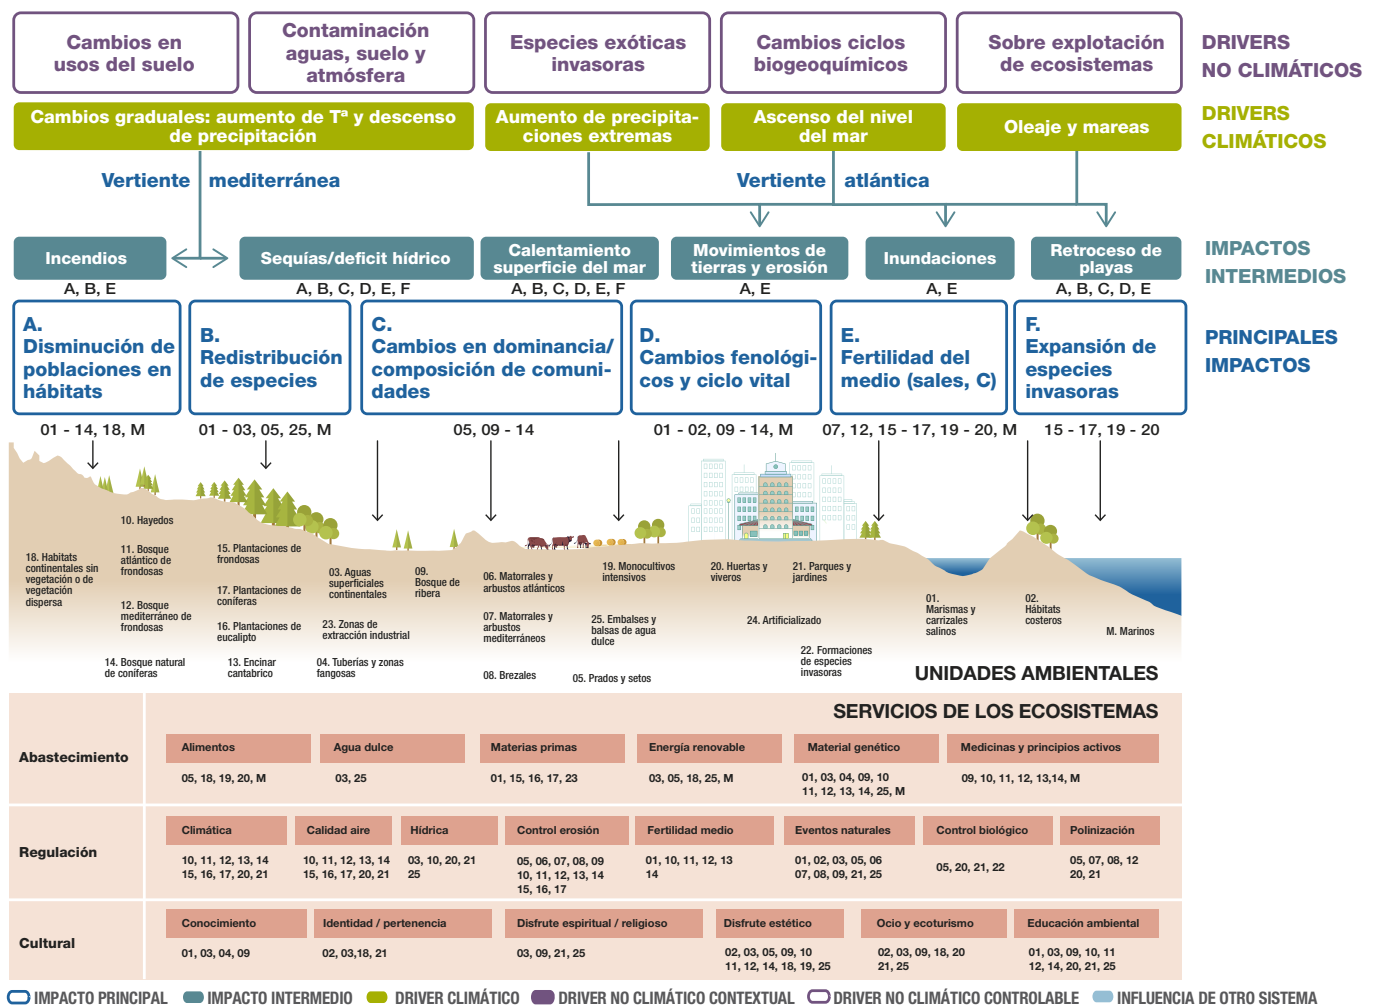 Cambios en
usos del suelo
Contaminación
aguas, suelo y
atmósfera
Especies exóticas
invasoras
Cambios ciclos
biogeoquímicos
Sobre explotación
de ecosistemas
DRIVERS
NO CLIMÁTICOS
Cambios graduales: aumento de Tª y descenso
de precipitación
Aumento de precipita-
ciones extremas
Ascenso del nivel
del mar
Oleaje y mareas
DRIVERS
CLIMÁTICOS
Vertiente mediterránea
Vertiente atlántica
Incendios
Sequías/deficit hídrico
Calentamiento
superficie del mar
Movimientos de
tierras y erosión
Inundaciones
Retroceso de
playas
IMPACTOS
INTERMEDIOS
A, B, E
A, B, C, D, E, F
A, B, C, D, E, F
A, E
A, E
A, B, C, D, E
A.
Disminución de
poblaciones en
hábitats
B.
Redistribución
de especies
C.
Cambios en dominancia/
composición de comuni-
dades
D.
Cambios fenológi-
cos y ciclo vital
E.
Fertilidad del
medio (sales, C)
F.
Expansión de
especies
invasoras
PRINCIPALES
IMPACTOS
01 - 14, 18, M
01 - 03, 05, 25, M
05, 09 - 14
01 - 02, 09 - 14, M
07, 12, 15 - 17, 19 - 20, M
15 - 17, 19 - 20
18. Habitats
continentales sin
vegetación o de
vegetación
dispersa
10. Hayedos
11. Bosque
atlántico de
frondosas
12. Bosque
mediterráneo de
frondosas
14. Bosque natural
de coníferas
15. Plantaciones de
frondosas
17. Plantaciones de
coníferas
16. Plantaciones de
eucalipto
13. Encinar
cantabrico
03. Aguas
superficiales
continentales
23. Zonas de
extracción industrial
04. Tuberías y zonas
fangosas
09.
Bosque de
ribera
06. Matorrales y
arbustos atlánticos
07. Matorrales y
arbustos
mediterráneos
08. Brezales
19. Monocultivos
intensivos
25. Embalses y
balsas de agua
dulce
05. Prados y setos
20. Huertas y
viveros
24. Artificializado
21. Parques y
jardines
22. Formaciones
de especies
invasoras
01.
Marismas y
carrizales
salinos
02.
Hábitats
costeros
M. Marinos
UNIDADES AMBIENTALES
SERVICIOS DE LOS ECOSISTEMAS
Abastecimiento
Alimentos
05, 18, 19, 20, M
Agua dulce
03, 25
Materias primas
01, 15, 16, 17, 23
Energía renovable
03, 05, 18, 25, M
Material genético
01, 03, 04, 09, 10
11, 12, 13, 14, 25, M
Medicinas y principios activos
09, 10, 11, 12, 13,14, M
Regulación
Climática
10, 11, 12, 13, 14
15, 16, 17, 20, 21
Calidad aire
10, 11, 12, 13, 14
15, 16, 17, 20, 21
Hídrica
03, 10, 20, 21
25
Control erosión
05, 06, 07, 08, 09
10, 11, 12, 13, 14
15, 16, 17
Fertilidad medio
01, 10, 11, 12, 13
14
Eventos naturales
01, 02, 03, 05, 06
07, 08, 09, 21, 25
Control biológico
05, 20, 21, 22
Polinización
05, 07, 08, 12
20, 21
Cultural
Conocimiento
01, 03, 04, 09
Identidad / pertenencia
02, 03,18, 21
Disfrute espiritual / religioso
03, 09, 21, 25
Disfrute estético
02, 03, 05, 09, 10
11, 12, 14, 18, 19, 25
Ocio y ecoturismo
02, 03, 09, 18, 20
21, 25
Educación ambiental
01, 03, 09, 10, 11
12, 14, 20, 21, 25
IMPACTO PRINCIPAL
IMPACTO INTERMEDIO
DRIVER CLIMÁTICO
DRIVER NO CLIMÁTICO CONTEXTUAL
DRIVER NO CLIMÁTICO CONTROLABLE
INFLUENCIA DE OTRO SISTEMA